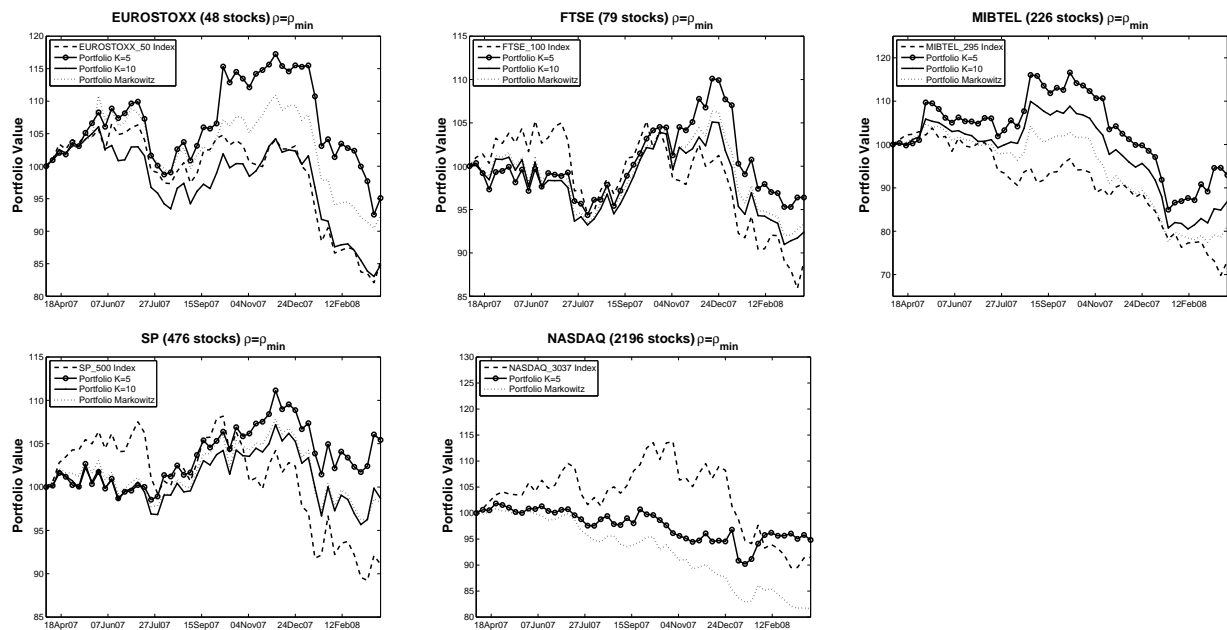 EUROSTOXX (48 stocks) ρ=ρmin
120
115
110
105
100
95
90
85
80
Portfolio Value
EUROSTOXX_50 Index
Portfolio K=5
Portfolio K=10
Portfolio Markowitz
18Apr07 07Jun07 27Jul07 15Sep07 04Nov07 24Dec07 12Feb08
FTSE (79 stocks) ρ=ρmin
115
110
105
100
95
90
85
Portfolio Value
FTSE_100 Index
Portfolio K=5
Portfolio K=10
Portfolio Markowitz
18Apr07 07Jun07 27Jul07 15Sep07 04Nov07 24Dec07 12Feb08
MIBTEL (226 stocks) ρ=ρmin
120
110
100
90
80
70
Portfolio Value
MIBTEL_295 Index
Portfolio K=5
Portfolio K=10
Portfolio Markowitz
18Apr07 07Jun07 27Jul07 15Sep07 04Nov07 24Dec07 12Feb08
SP (476 stocks) ρ=ρmin
115
110
105
100
95
90
85
Portfolio Value
SP_500 Index
Portfolio K=5
Portfolio K=10
Portfolio Markowitz
18Apr07 07Jun07 27Jul07 15Sep07 04Nov07 24Dec07 12Feb08
NASDAQ (2196 stocks) ρ=ρmin
130
125
120
115
110
105
100
95
90
85
80
Portfolio Value
NASDAQ_3037 Index
Portfolio K=5
Portfolio Markowitz
18Apr07 07Jun07 27Jul07 15Sep07 04Nov07 24Dec07 12Feb08